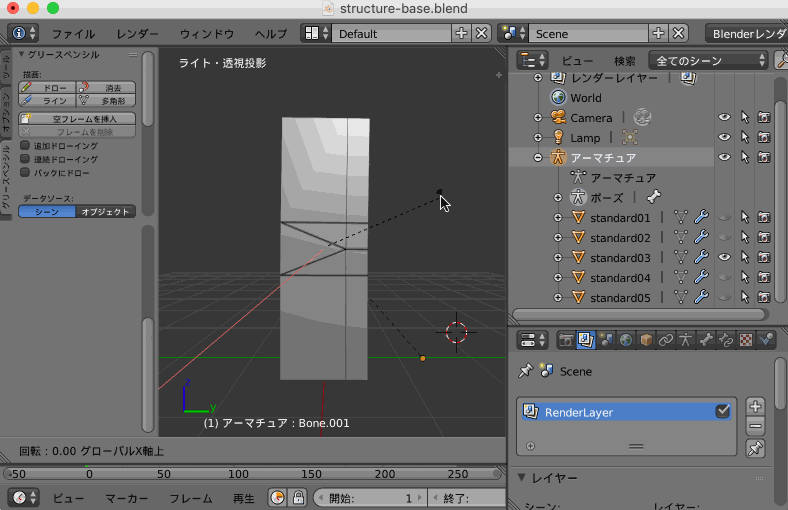 structure-base.blend
ファイル レンダー ウィンドウ ヘルプ Default Scene Blenderレンダ
グリースペンシル
描画:
ドロー 消去
ライン 多角形
空フレームを挿入
フレームを削除
追加ドローイング
連続ドローイング
バックにドロー
データソース:
シーン オブジェクト
ツール
オプション
グリースペンシル
ライト・透視投影
z
y
(1) アーマチュア : Bone.001
回転 : 0.00 グローバルX軸上
-50 0 50 100 150 200 250
ビュー マーカー フレーム 再生 開始: 1 終了:
ビュー 検索 全てのシーン
レンダーレイヤー
World
Camera
Lamp
アーマチュア
アーマチュア
ポーズ
standard01
standard02
standard03
standard04
standard05
Scene
RenderLayer
レイヤー
シーン: レイヤー: